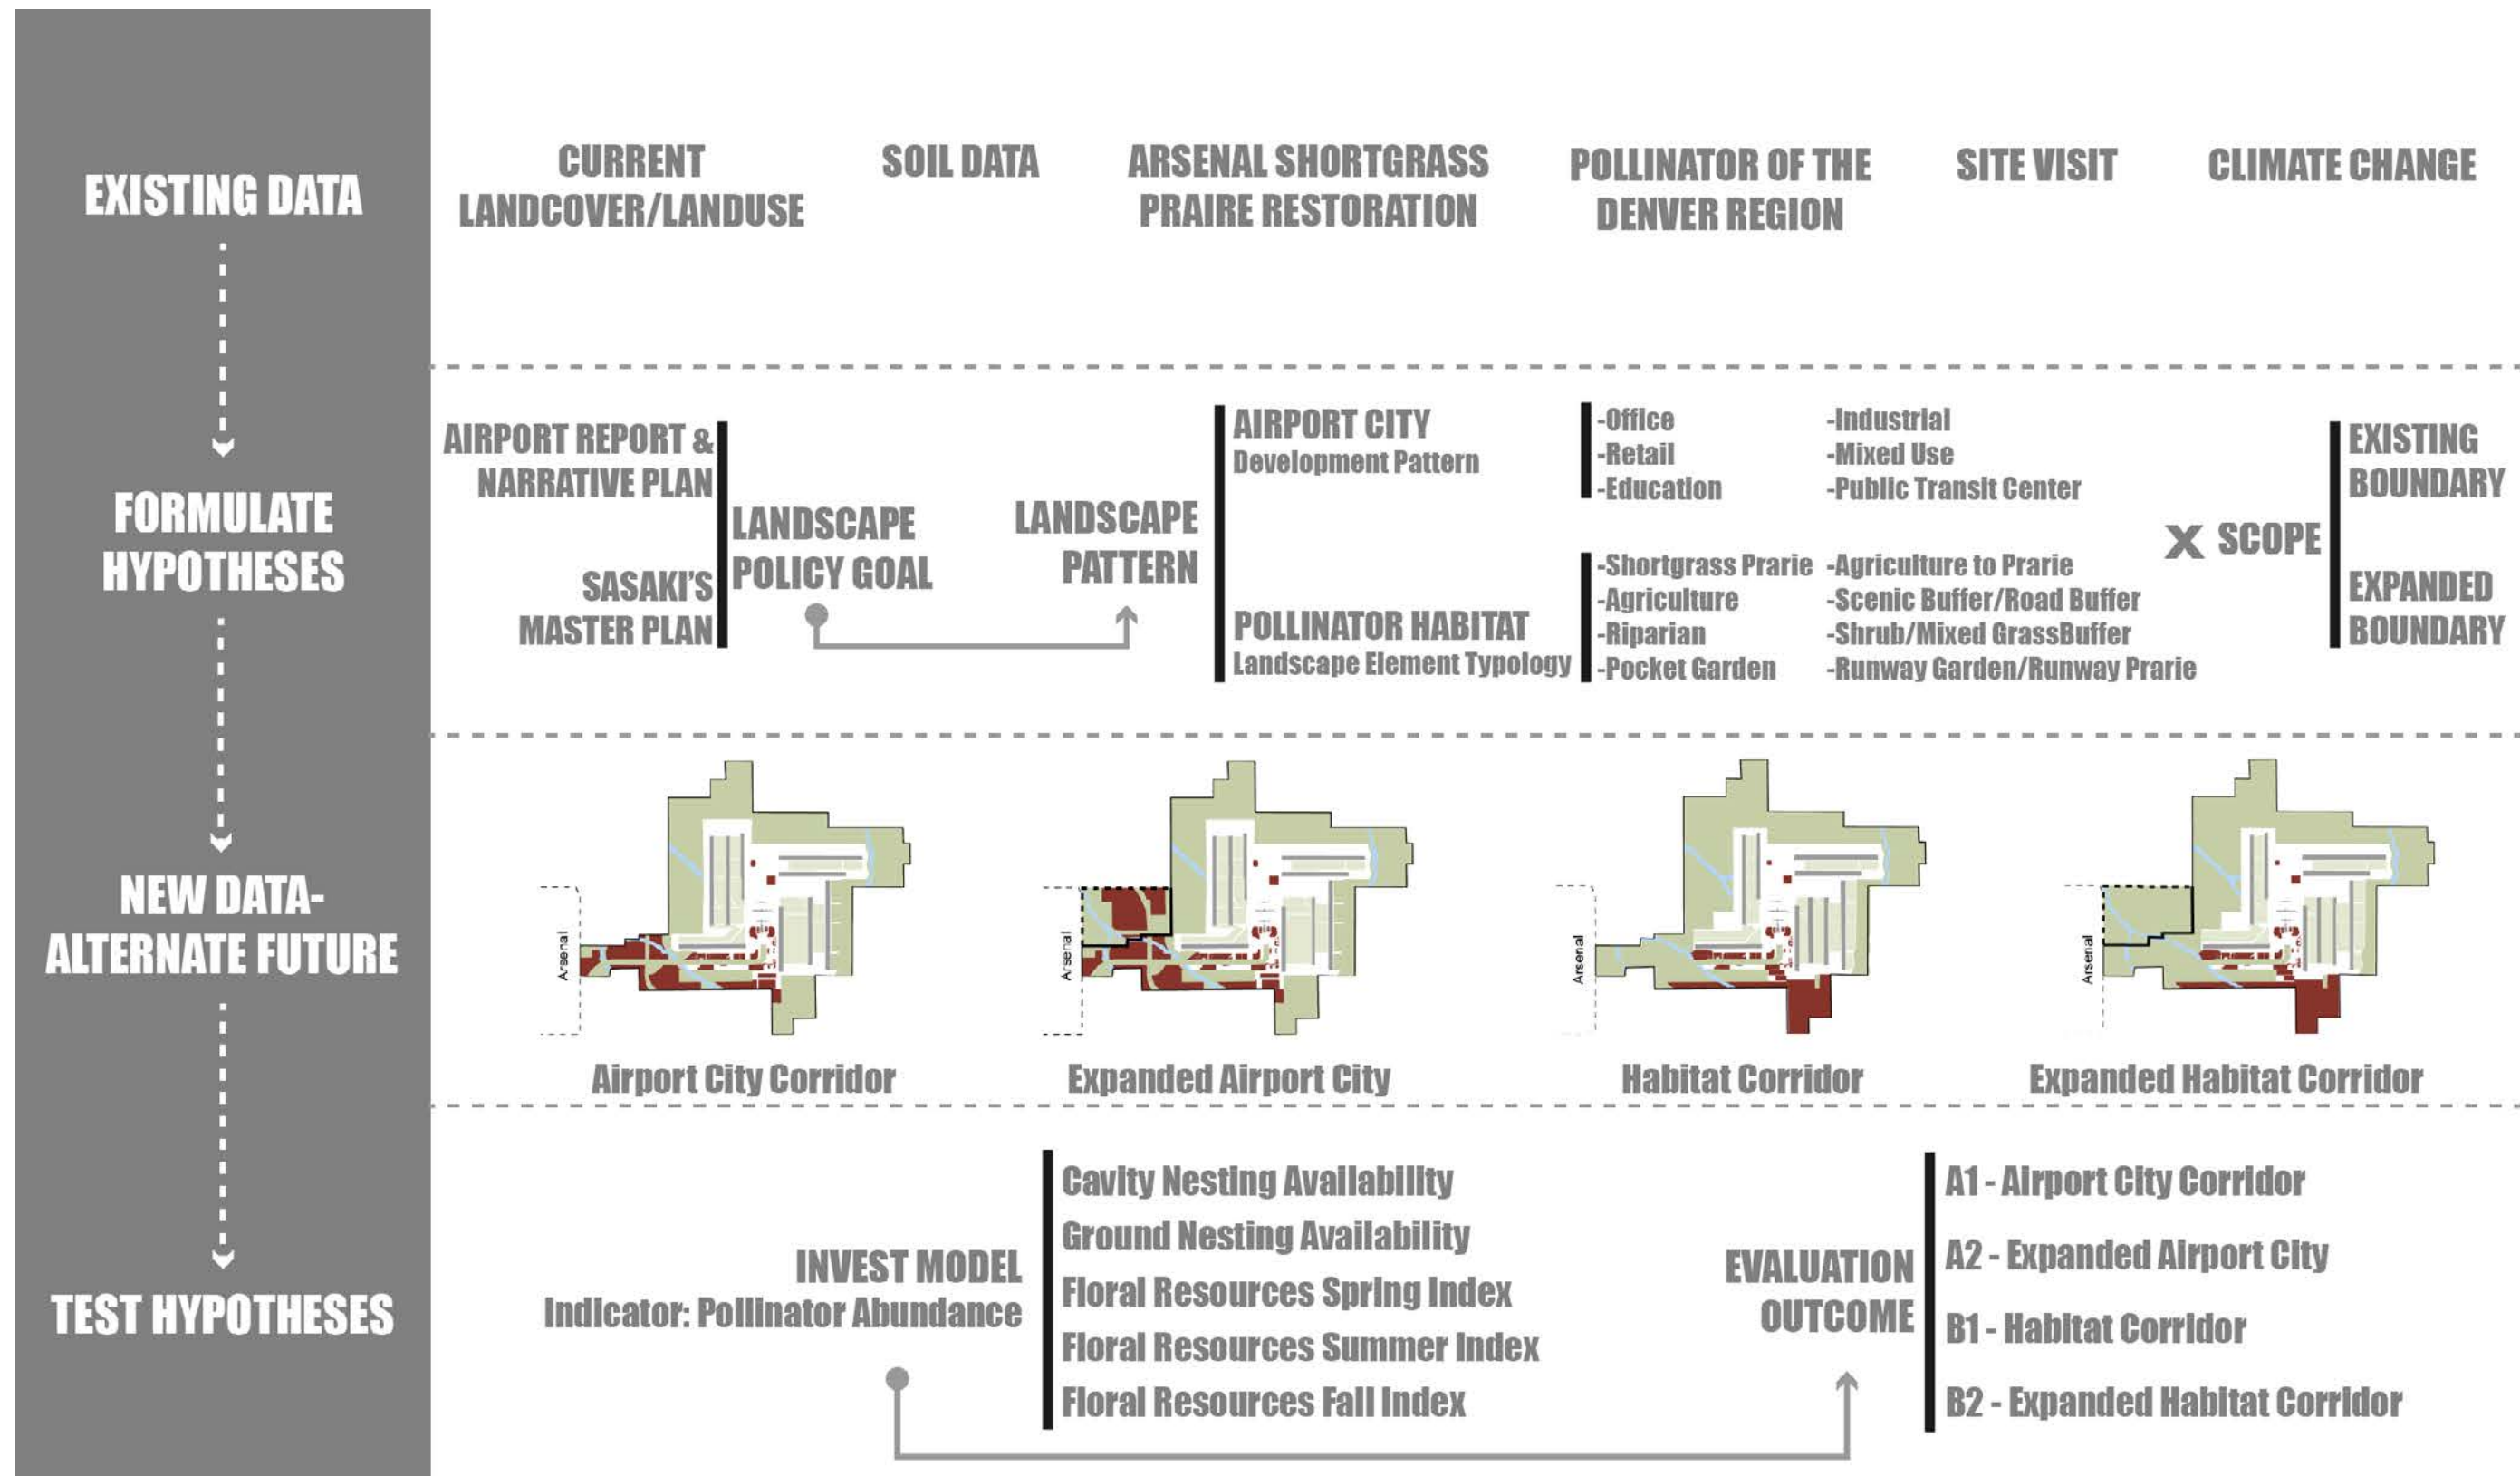 EXISTING DATA
CURRENT
LANDCOVER/LANDUSE
SOIL DATA
ARSENAL SHORTGRASS
PRAIRE RESTORATION
POLLINATOR OF THE
DENVER REGION
SITE VISIT
CLIMATE CHANGE
FORMULATE
HYPOTHESES
AIRPORT REPORT &
NARRATIVE PLAN
SASAKI'S
MASTER PLAN
LANDSCAPE
POLICY GOAL
LANDSCAPE
PATTERN
AIRPORT CITY
Development Pattern
-Office
-Retail
-Education
-Industrial
-Mixed Use
-Public Transit Center
POLLINATOR HABITAT
Landscape Element Typology
-Shortgrass Prarie
-Agriculture
-Riparian
-Pocket Garden
-Agriculture to Prarie
-Scenic Buffer/Road Buffer
-Shrub/Mixed GrassBuffer
-Runway Garden/Runway Prarie
X SCOPE
EXISTING
BOUNDARY
EXPANDED
BOUNDARY
NEW DATA-
ALTERNATE FUTURE
Arsenal
Airport City Corridor
Arsenal
Expanded Airport City
Arsenal
Habitat Corridor
Arsenal
Expanded Habitat Corridor
TEST HYPOTHESES
INVEST MODEL
Indicator: Pollinator Abundance
Cavity Nesting Availability
Ground Nesting Availability
Floral Resources Spring Index
Floral Resources Summer Index
Floral Resources Fall Index
EVALUATION
OUTCOME
A1 - Airport City Corridor
A2 - Expanded Airport City
B1 - Habitat Corridor
B2 - Expanded Habitat Corridor